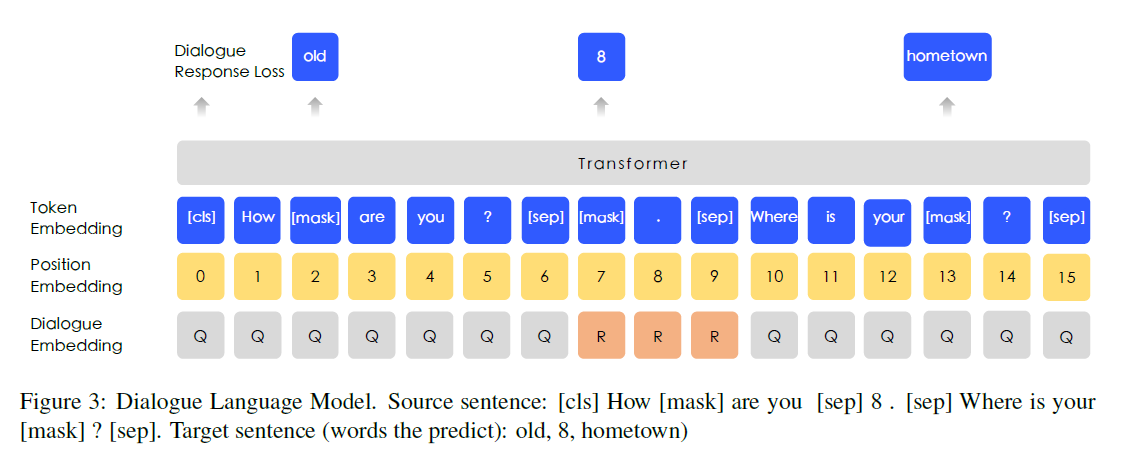 Dialogue
Response Loss
old 8 hometown
Transformer
Token
Embedding
[cls] How [mask] are you ? [sep] [mask] . [sep] Where is your [mask] ? [sep]
Position
Embedding
0 1 2 3 4 5 6 7 8 9 10 11 12 13 14 15
Dialogue
Embedding
Q Q Q Q Q Q Q R R R Q Q Q Q Q Q
Figure 3: Dialogue Language Model. Source sentence: [cls] How [mask] are you [sep] 8 . [sep] Where is your
[mask] ? [sep]. Target sentence (words the predict): old, 8, hometown)